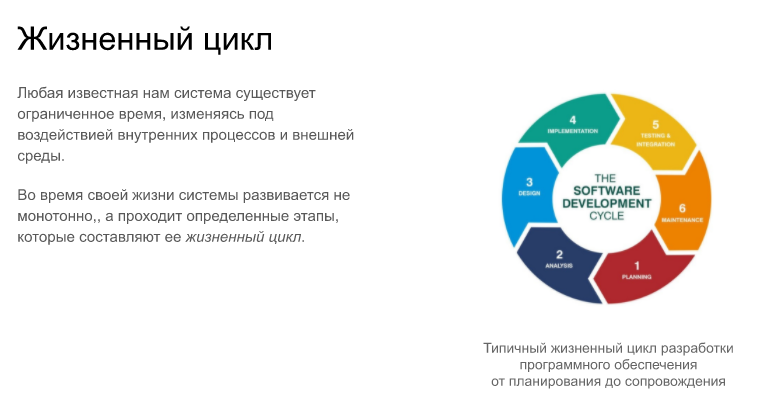 Жизненный цикл
Любая известная нам система существует
ограниченное время, изменяясь под
воздействией внутренних процессов и внешней
среды.
Во время своей жизни системы развивается не
монотонно,, а проходит определенные этапы,
которые составляют ее жизненный цикл.
4
IMPLEMENTATION
5
TESTING &
INTEGRATION
3
DESIGN
THE
SOFTWARE
DEVELOPMENT
CYCLE
6
MAINTENANCE
2
ANALYSIS
1
PLANNING
Типичный жизненный цикл разработки
программного обеспечения
от планирования до сопровождения